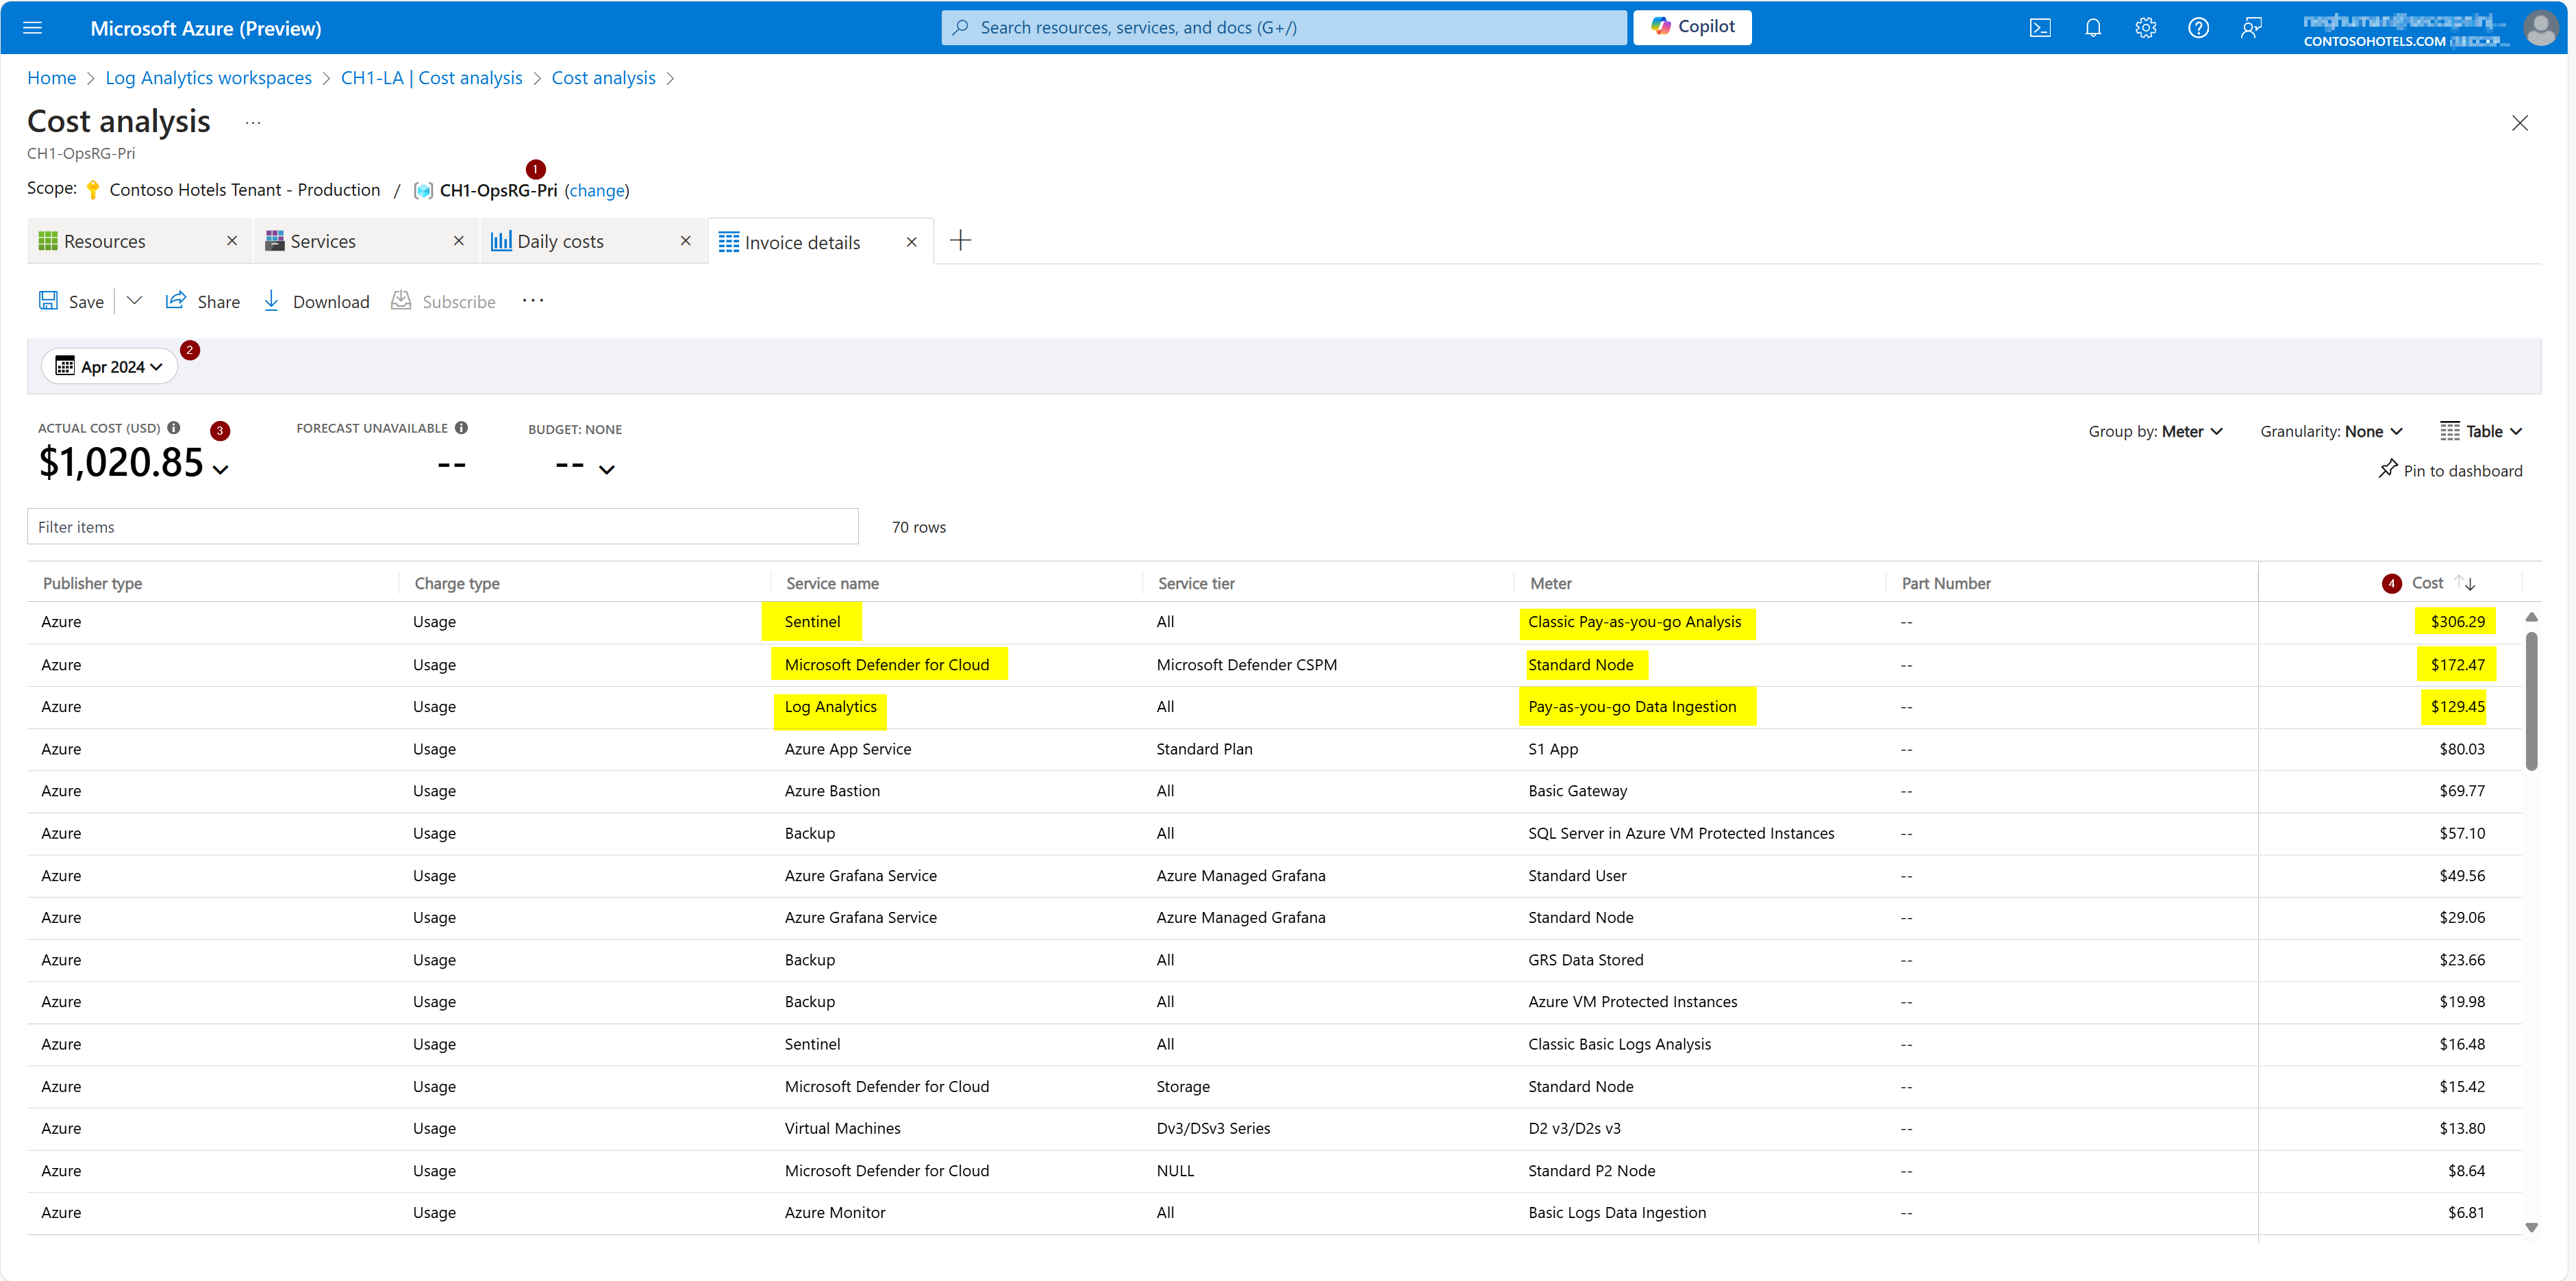 Microsoft Azure (Preview)
Search resources, services, and docs (G+/)
Copilot
CONTOSOHOTELS.COM
Home > Log Analytics workspaces > CH1-LA | Cost analysis > Cost analysis >
Cost analysis ...
CH1-OpsRG-Pri
1
Scope: Contoso Hotels Tenant - Production / CH1-OpsRG-Pri (change)
Resources
Services
Daily costs
Invoice details
Save
Share
Download
Subscribe
...
Apr 2024
2
ACTUAL COST (USD)
3
$1,020.85
FORECAST UNAVAILABLE
--
BUDGET: NONE
--
Group by: Meter
Granularity: None
Table
Pin to dashboard
Filter items
70 rows
Publisher type Charge type Service name Service tier Meter Part Number 4 Cost
Azure Usage Sentinel All Classic Pay-as-you-go Analysis -- $306.29
Azure Usage Microsoft Defender for Cloud Microsoft Defender CSPM Standard Node -- $172.47
Azure Usage Log Analytics All Pay-as-you-go Data Ingestion -- $129.45
Azure Usage Azure App Service Standard Plan S1 App -- $80.03
Azure Usage Azure Bastion All Basic Gateway -- $69.77
Azure Usage Backup All SQL Server in Azure VM Protected Instances -- $57.10
Azure Usage Azure Grafana Service Azure Managed Grafana Standard User -- $49.56
Azure Usage Azure Grafana Service Azure Managed Grafana Standard Node -- $29.06
Azure Usage Backup All GRS Data Stored -- $23.66
Azure Usage Backup All Azure VM Protected Instances -- $19.98
Azure Usage Sentinel All Classic Basic Logs Analysis -- $16.48
Azure Usage Microsoft Defender for Cloud Storage Standard Node -- $15.42
Azure Usage Virtual Machines Dv3/DSv3 Series D2 v3/D2s v3 -- $13.80
Azure Usage Microsoft Defender for Cloud NULL Standard P2 Node -- $8.64
Azure Usage Azure Monitor All Basic Logs Data Ingestion -- $6.81